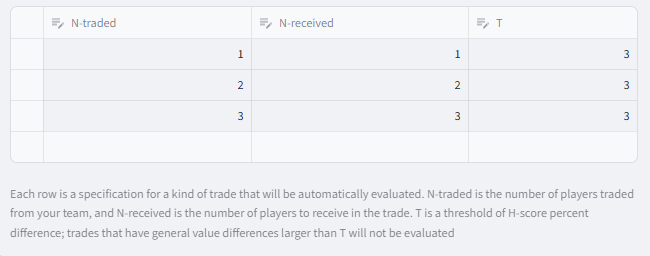 N-traded N-received T
1 1 3
2 2 3
3 3 3
Each row is a specification for a kind of trade that will be automatically evaluated. N-traded is the number of players traded
from your team, and N-received is the number of players to receive in the trade. T is a threshold of H-score percent
difference; trades that have general value differences larger than T will not be evaluated